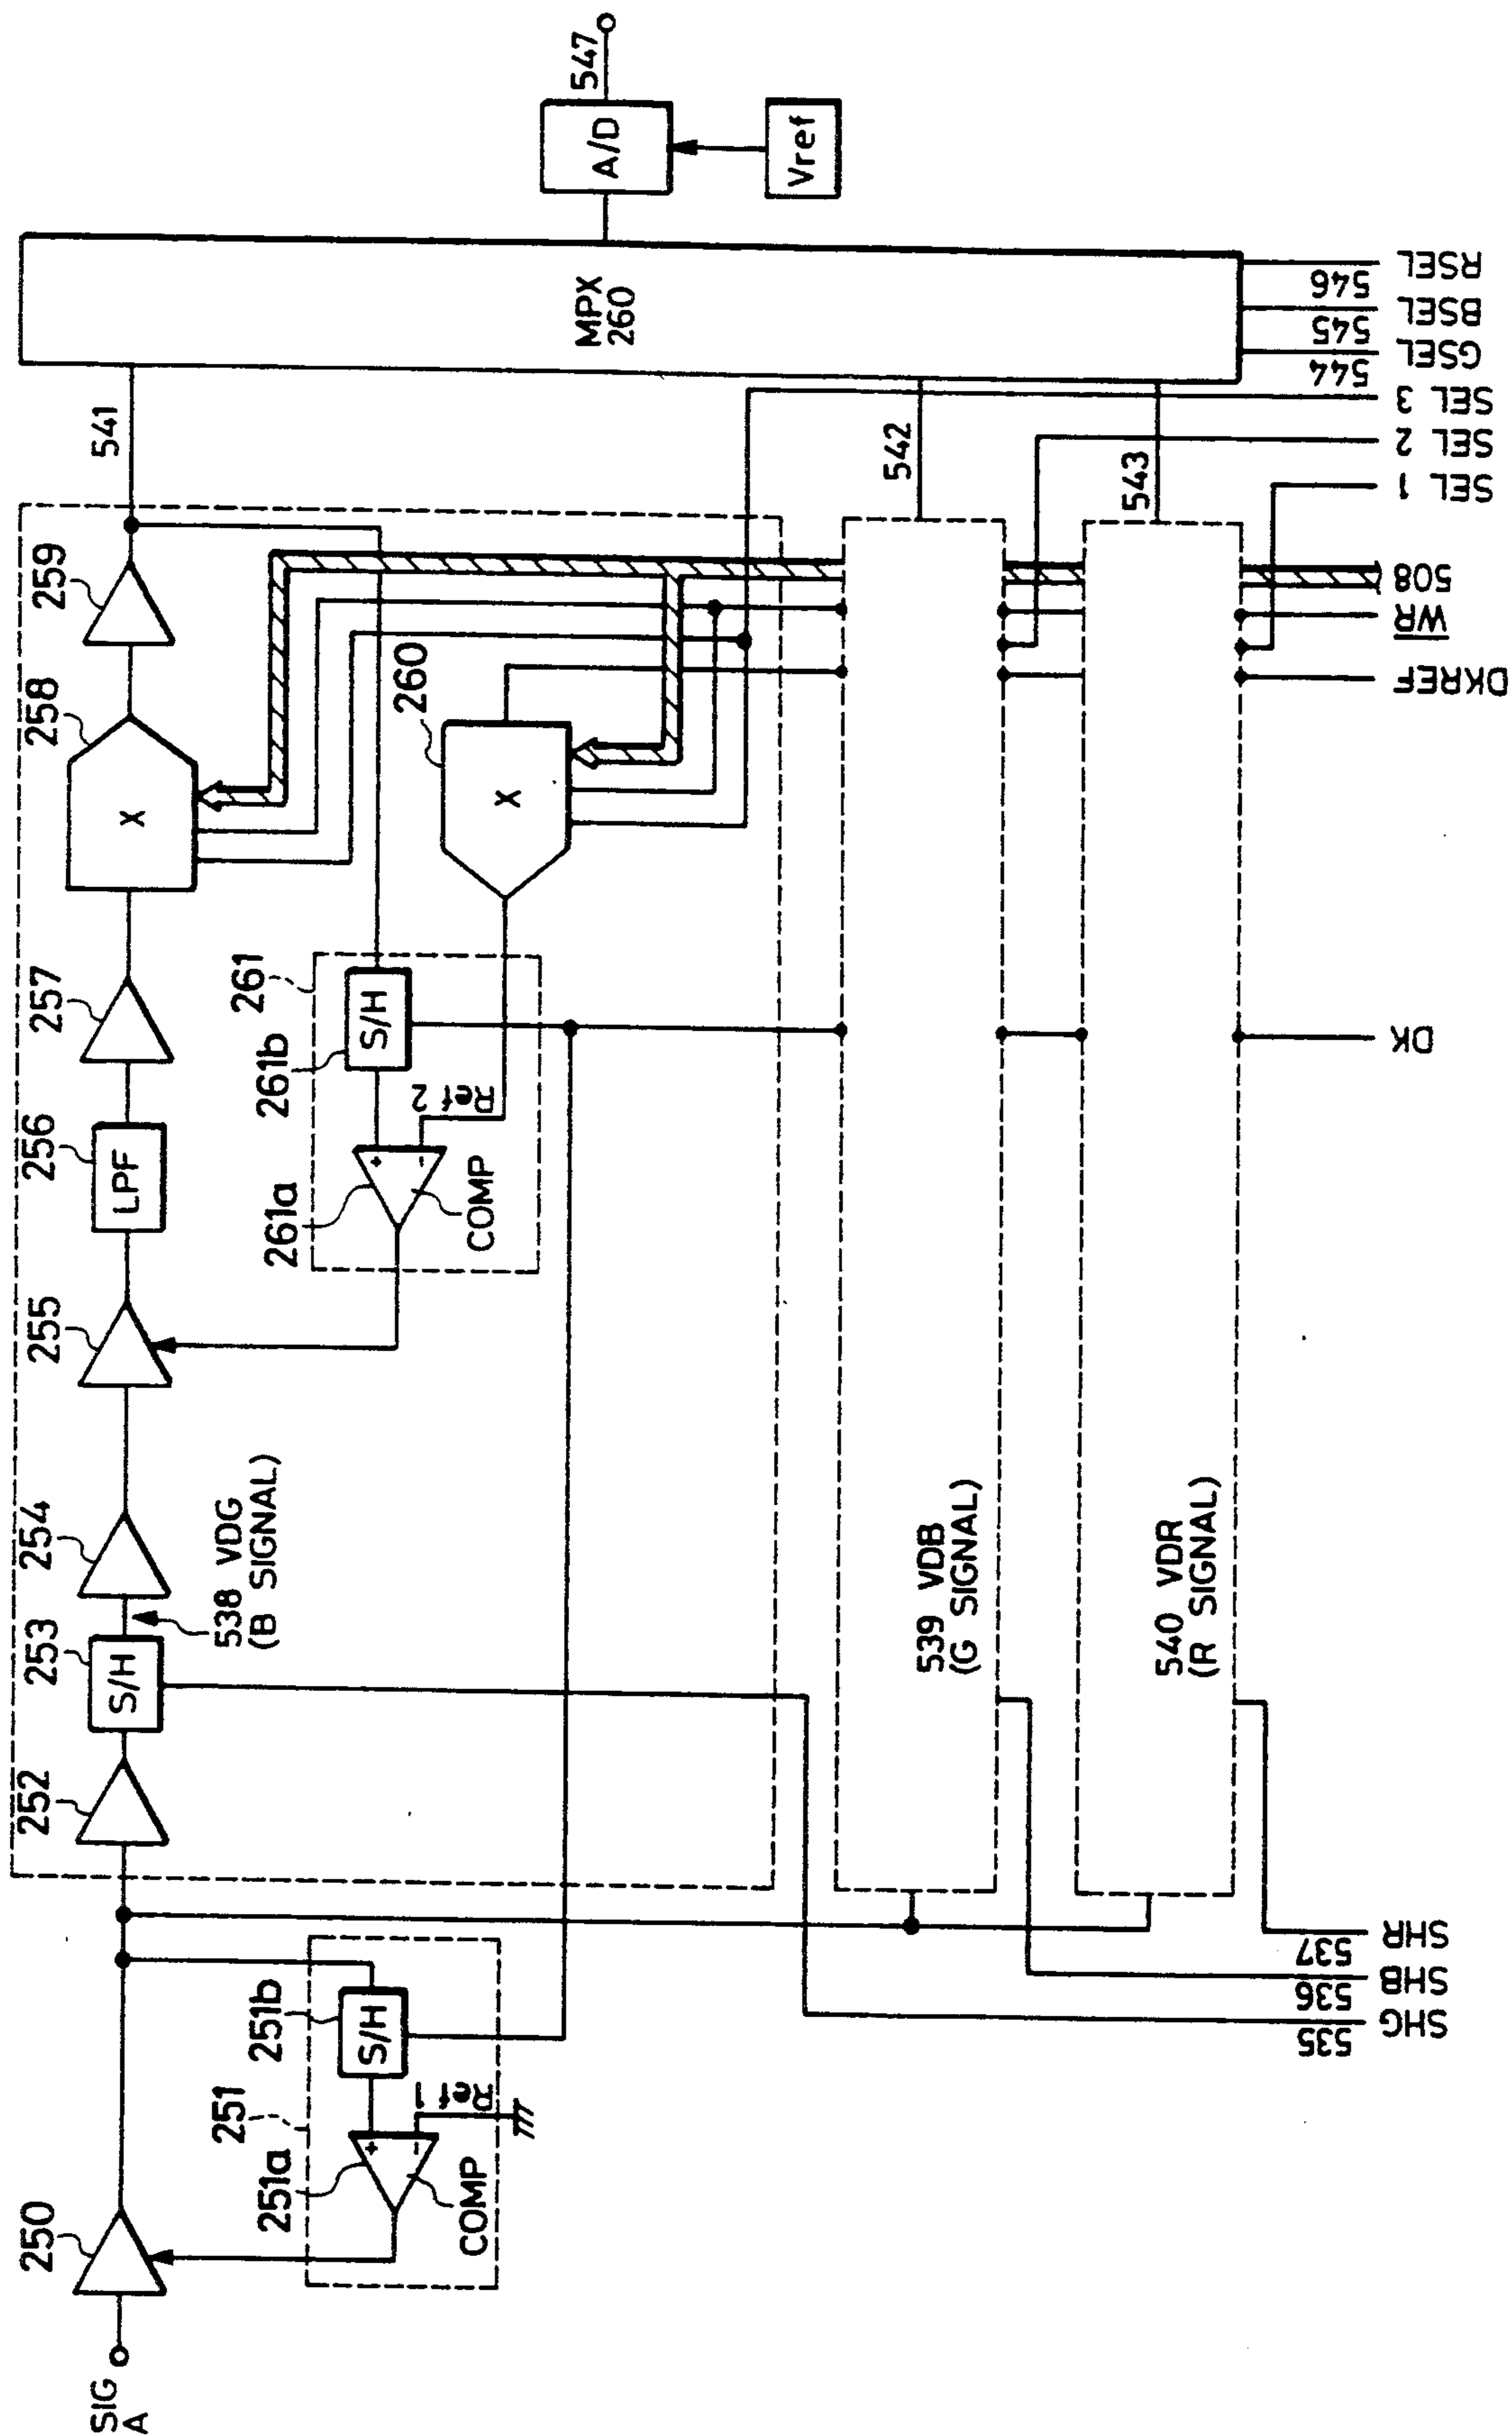 SIG
A
250
251
251a
251b
S/H
COMP
Ref 1
252
253
S/H
254
538 VDG
(B SIGNAL)
255
256
LPF
257
258
X
259
541
261
261b
S/H
261a
COMP
Ref 2
260
X
539 VDB
(G SIGNAL)
542
540 VDR
(R SIGNAL)
543
MPX
260
A/D
547
Vref
535
SHG
536
SHB
537
SHR
DK
DKREF
WR
508
SEL 1
SEL 2
SEL 3
544
GSEL
545
BSEL
546
RSEL